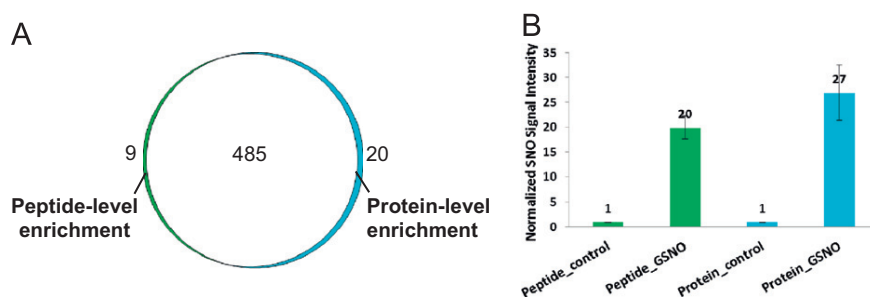 A
9
485
20
Peptide-level
enrichment
Protein-level
enrichment
B
Normalized SNO Signal Intensity
35
30
25
20
15
10
5
0
1
20
1
27
Peptide_control
Peptide_GSNO
Protein_control
Protein_GSNO